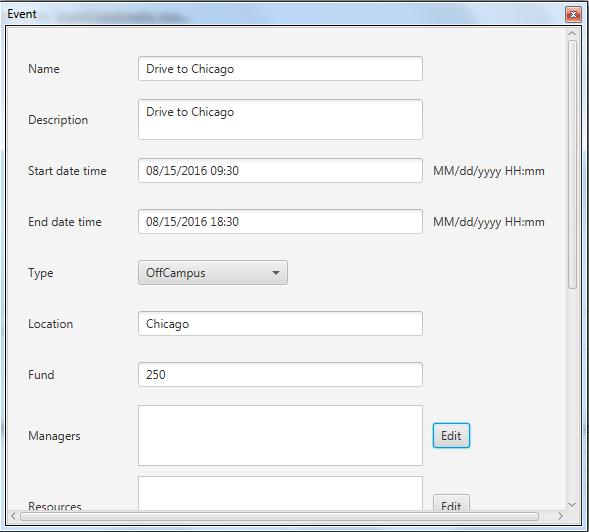 Event
Name
Drive to Chicago
Description
Drive to Chicago
Start date time
08/15/2016 09:30
MM/dd/yyyy HH:mm
End date time
08/15/2016 18:30
MM/dd/yyyy HH:mm
Type
OffCampus
Location
Chicago
Fund
250
Managers
Edit
Resources
Edit